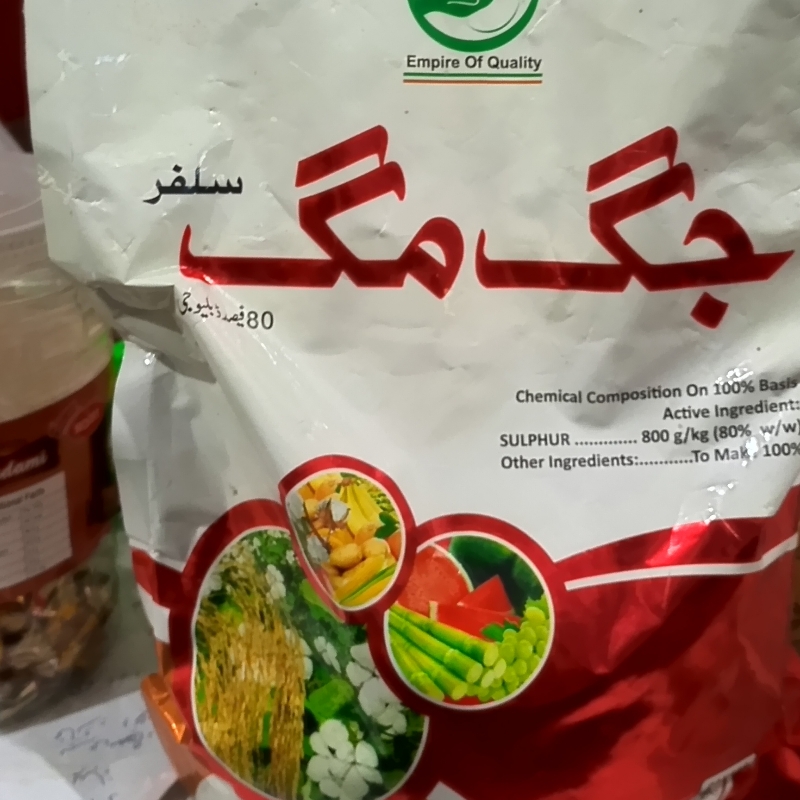 Empire Of Quality
جگ مگ
سلفر
80 فیصد ڈبلیو جی
Chemical Composition On 100% Basis
Active Ingredient:
SULPHUR ............. 800 g/kg (80% w/w)
Other Ingredients:............To Mak 100%